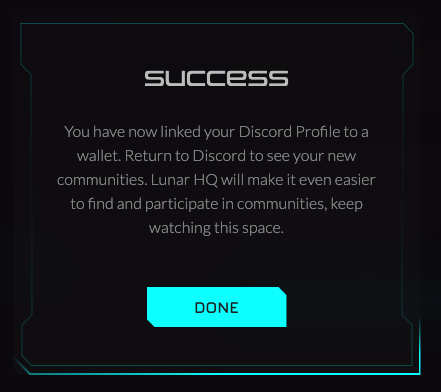 success
You have now linked your Discord Profile to a
wallet. Return to Discord to see your new
communities. Lunar HQ will make it even easier
to find and participate in communities, keep
watching this space.
DONE